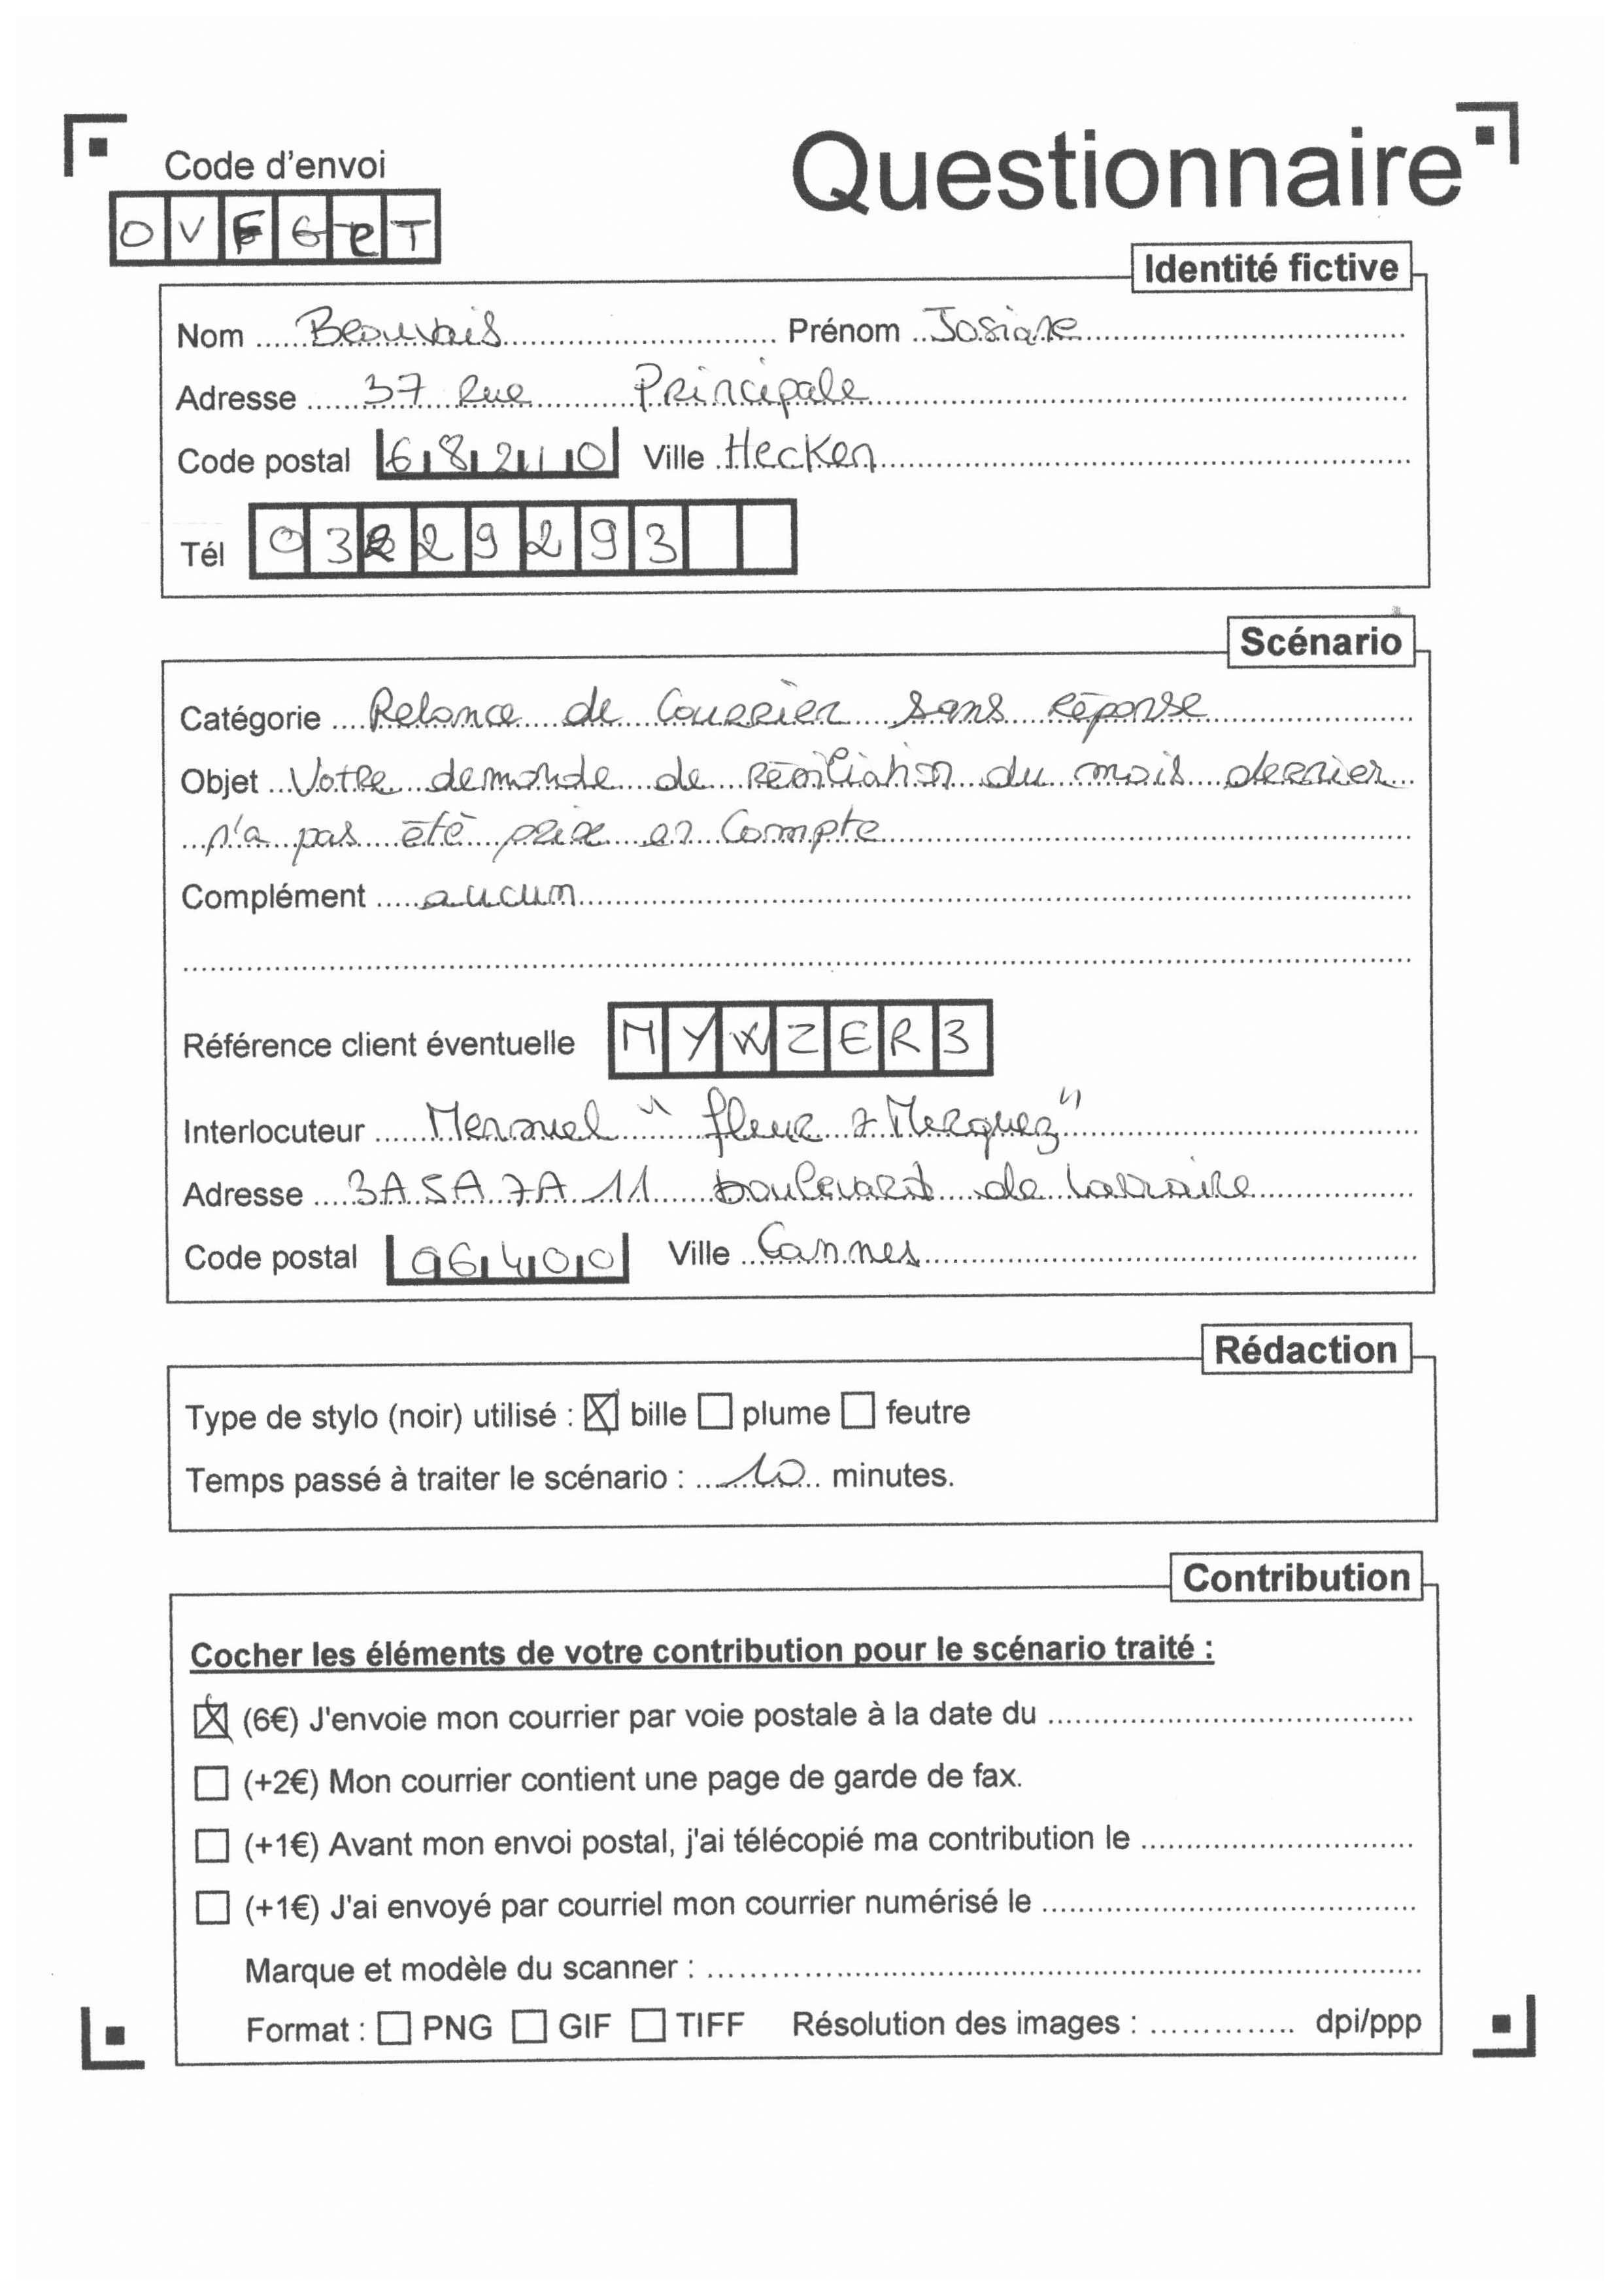 Code d'envoi
Questionnaire
OVFGRT
Identité fictive
Nom Beauvais Prénom Josiane
Adresse 37 Rue Principale
Code postal 68210 Ville Hecken
Tél 03 29293
Scénario
Catégorie Relance de Courrier sans réponse
Objet Votre demande de résiliation du mois dernier
n'a pas été prise en Compte
Complément aucun
Référence client éventuelle MYWZER3
Interlocuteur Mensuel " fleur
Adresse 11 boulevard de
Code postal 06400 Ville Cannes
Rédaction
Type de stylo (noir) utilisé : ☒ bille ☐ plume ☐ feutre
Temps passé à traiter le scénario : 10 minutes.
Contribution
Cocher les éléments de votre contribution pour le scénario traité :
☒ (6€) J'envoie mon courrier par voie postale à la date du
☐ (+2€) Mon courrier contient une page de garde de fax.
☐ (+1€) Avant mon envoi postal, j'ai télécopié ma contribution le
☐ (+1€) J'ai envoyé par courriel mon courrier numérisé le
Marque et modèle du scanner :
Format : ☐ PNG ☐ GIF ☐ TIFF Résolution des images : dpi/ppp